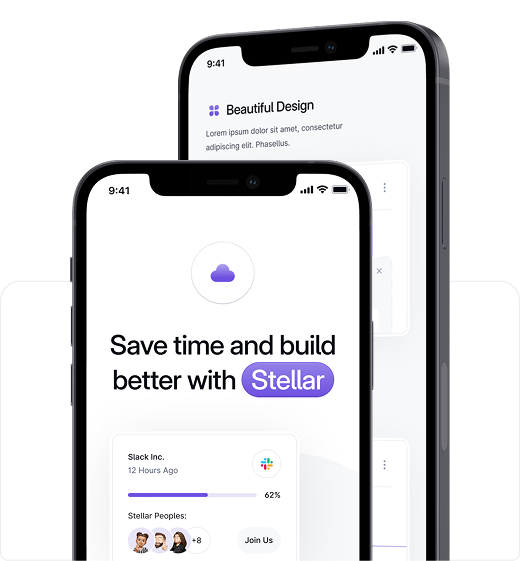 9:41
Beautiful Design
Lorem ipsum dolor sit amet, consectetur
adipiscing elit. Phasellus.
9:41
Save time and build
better with Stellar
Slack Inc.
12 Hours Ago
62%
Stellar Peoples:
+8
Join Us